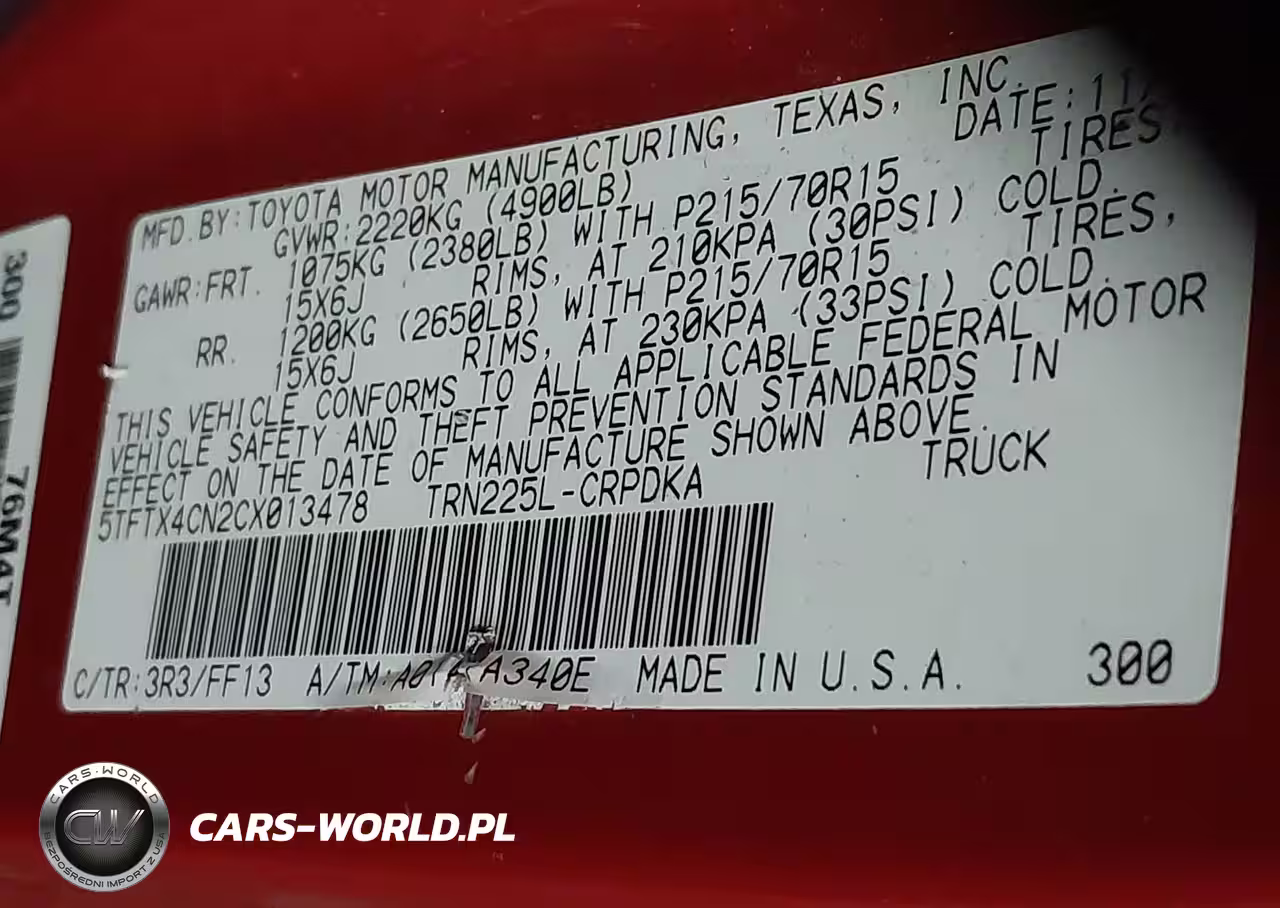 MFD.BY:TOYOTA MOTOR MANUFACTURING, TEXAS, INC.
GVWR:2220KG (4900LB) DATE:11/
GAWR:FRT. 1075KG (2380LB) WITH P215/70R15 TIRES,
15X6J RIMS, AT 210KPA (30PSI) COLD.
RR. 1200KG (2650LB) WITH P215/70R15 TIRES,
15X6J RIMS, AT 230KPA (33PSI) COLD.
THIS VEHICLE CONFORMS TO ALL APPLICABLE FEDERAL MOTOR
VEHICLE SAFETY AND THEFT PREVENTION STANDARDS IN
EFFECT ON THE DATE OF MANUFACTURE SHOWN ABOVE.
5TFTX4CN2CX013478 TRN225L-CRPDKA TRUCK
C/TR:3R3/FF13 A/TM: A340E MADE IN U.S.A. 300
300
76M4T
CARS-WORLD
CW
BEZPOŚREDNI IMPORT Z USA
CARS-WORLD.PL